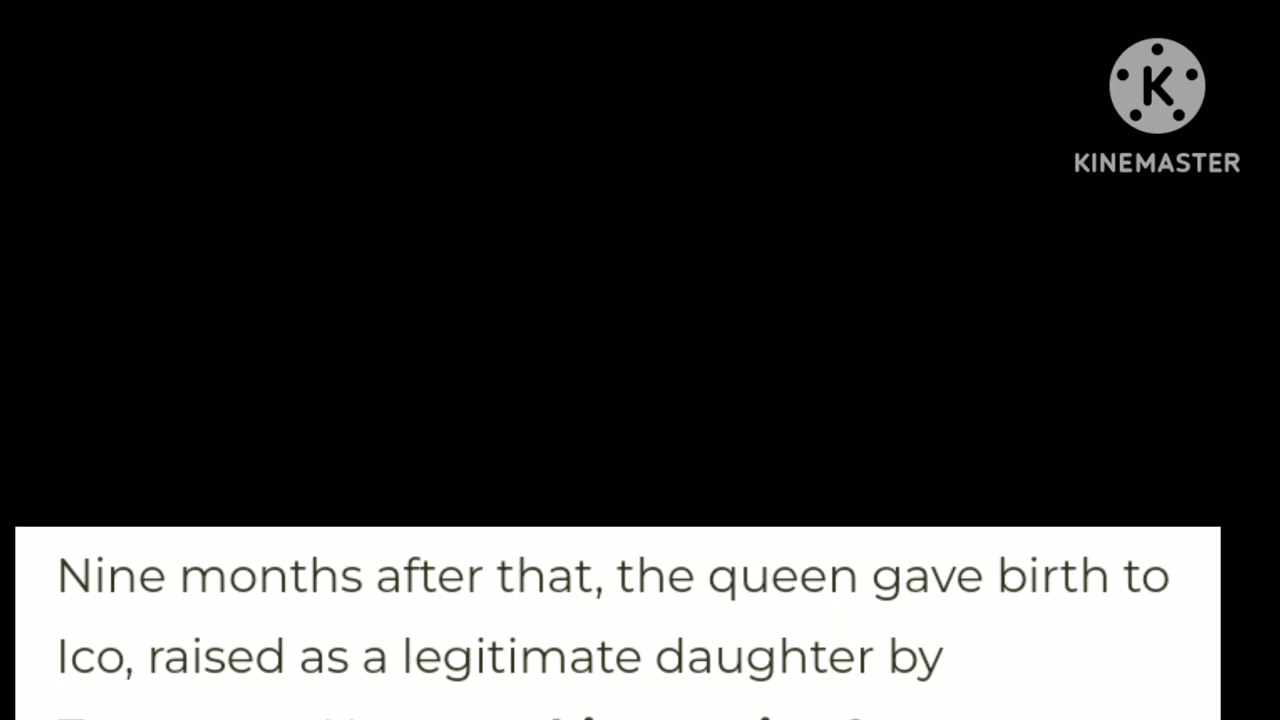 K
KINEMASTER
Nine months after that, the queen gave birth to
Ico, raised as a legitimate daughter by